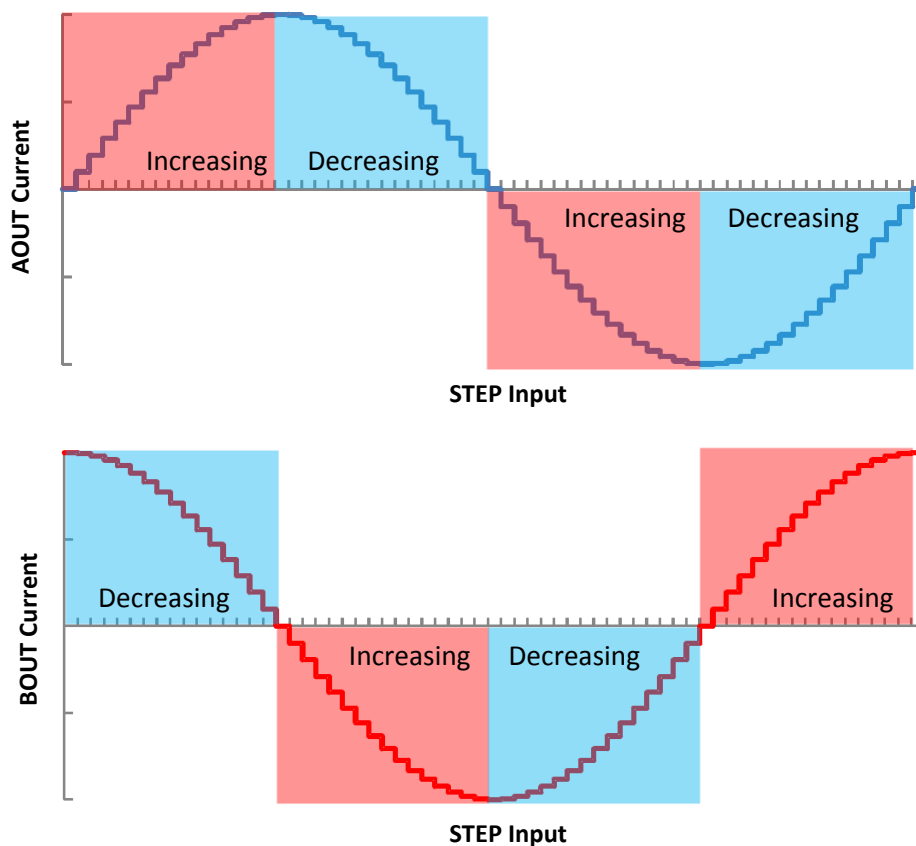 AOUT Current
Increasing Decreasing
Increasing Decreasing
STEP Input
BOUT Current
Decreasing Increasing
Increasing Decreasing
STEP Input